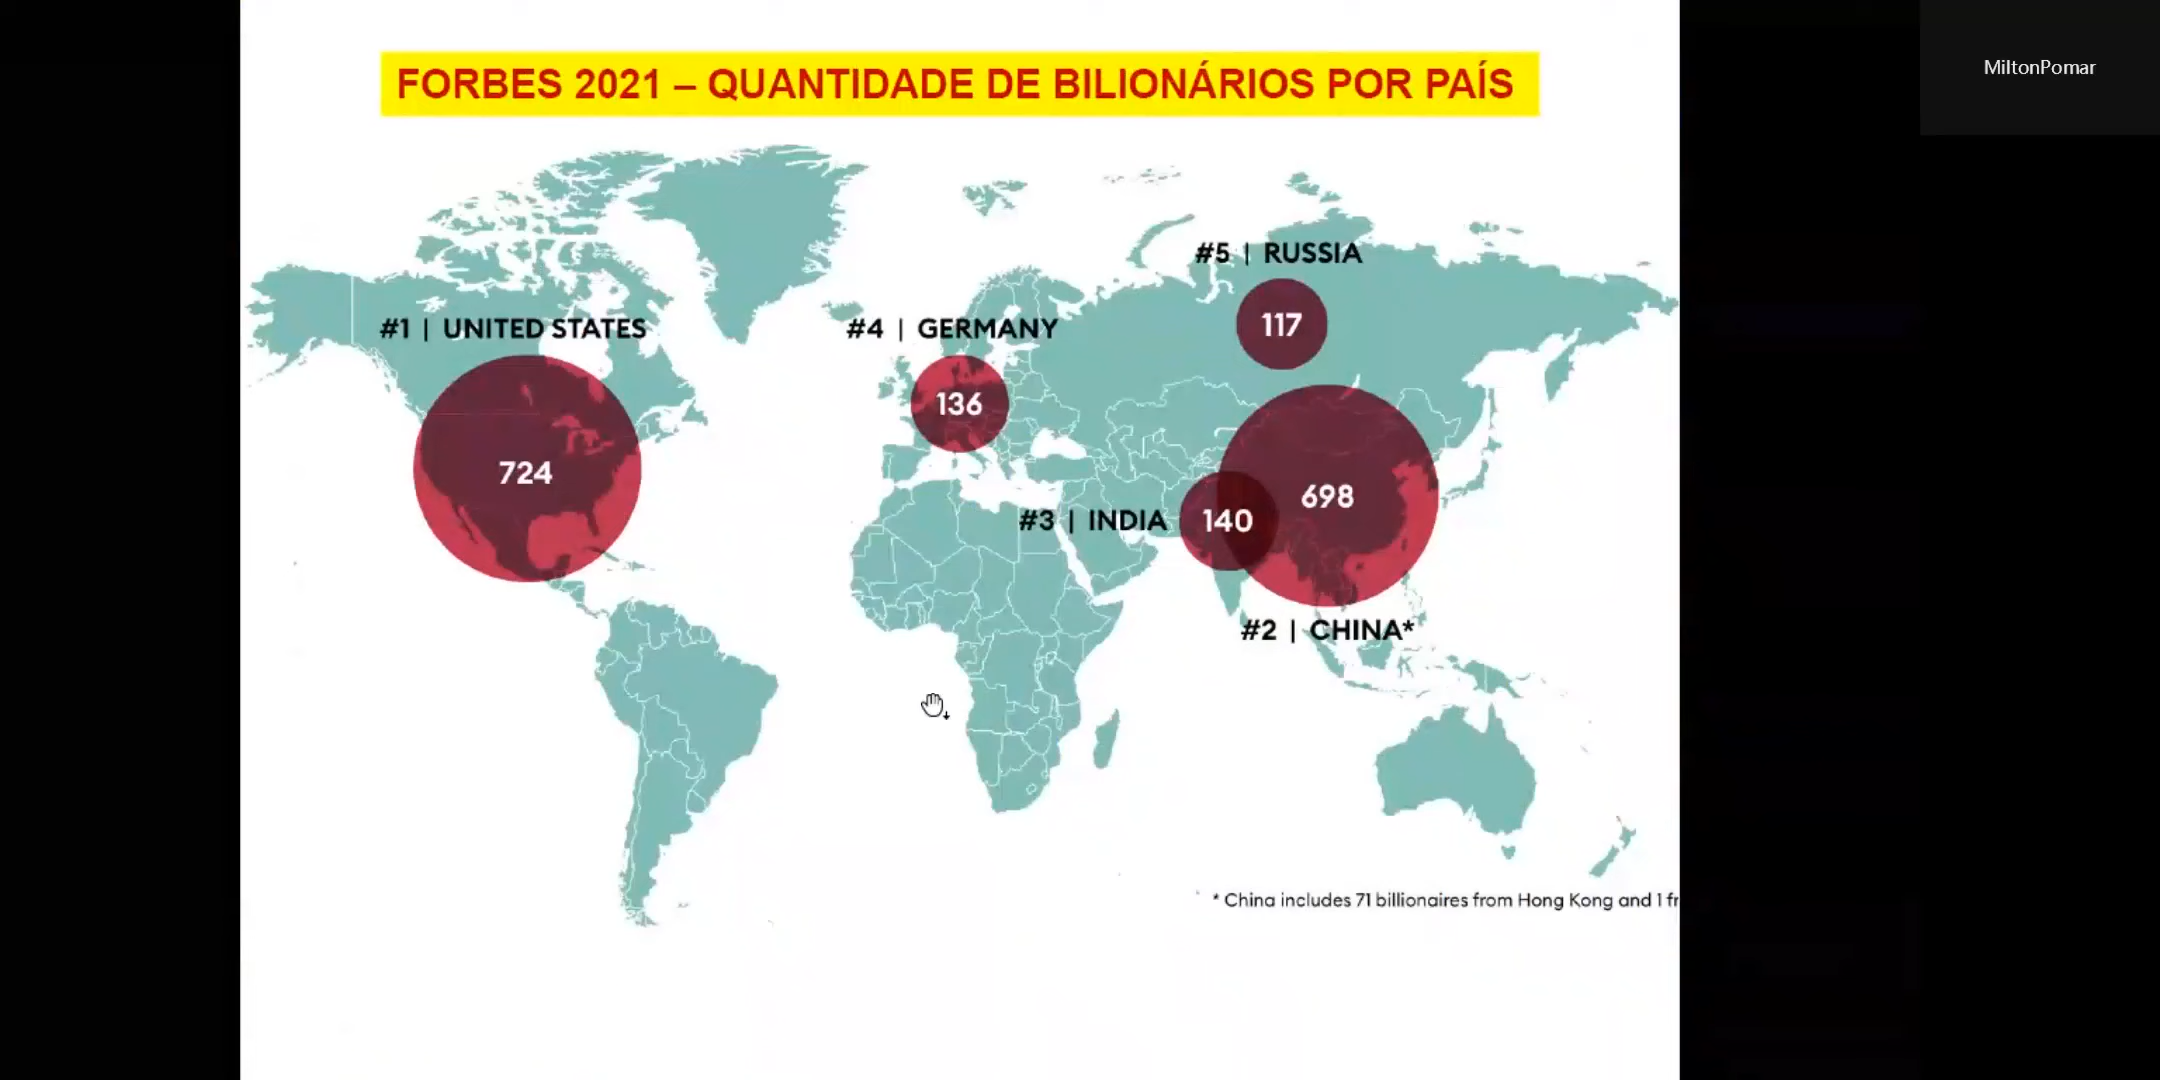 MiltonPomar
FORBES 2021 – QUANTIDADE DE BILIONÁRIOS POR PAÍS
#5 | RUSSIA
117
#1 | UNITED STATES
724
#4 | GERMANY
136
698
#3 | INDIA
140
#2 | CHINA*
* China includes 71 billionaires from Hong Kong and 1 fr